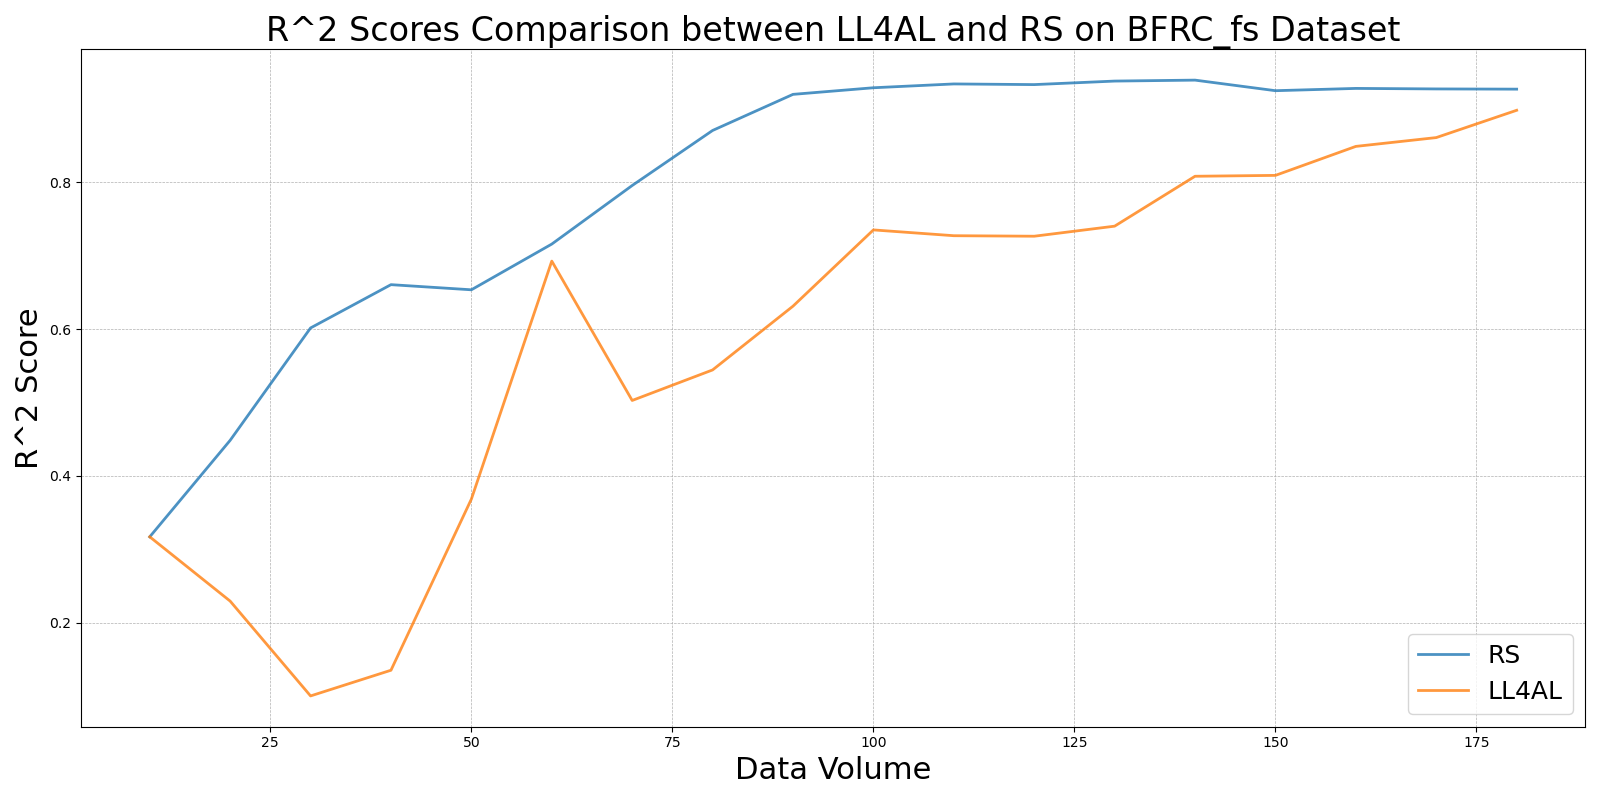 R^2 Scores Comparison between LL4AL and RS on BFRC_fs Dataset
R^2 Score
0.8
0.6
0.4
0.2
25 50 75 100 125 150 175
Data Volume
RS
LL4AL